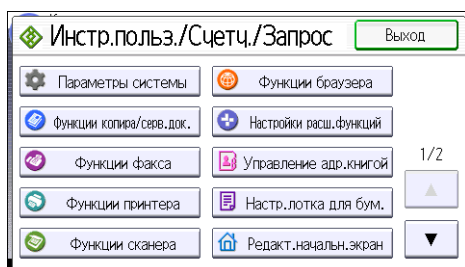 Инстр.польз./Счетч./Запрос
Выход
Параметры системы
Функции браузера
Функции копира/серв.док.
Настройки расш.функций
Функции факса
Управление адр.книгой
1/2
Функции принтера
Настр.лотка для бум.
Функции сканера
Редакт.начальн.экран